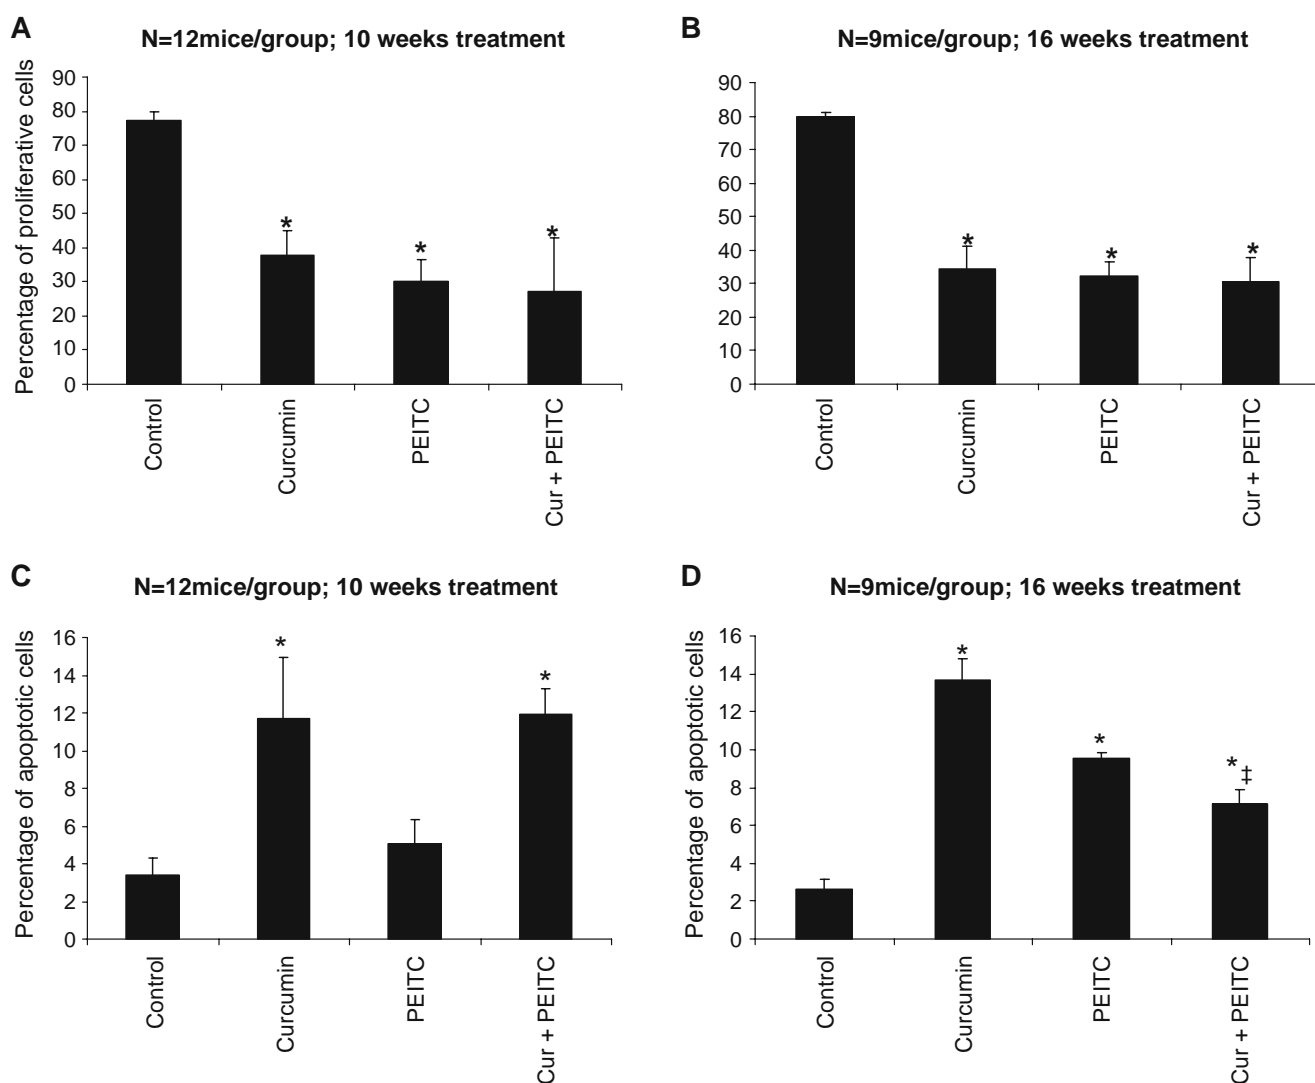 A
N=12mice/group; 10 weeks treatment
Percentage of proliferative cells
90
80
70
60
50
40
30
20
10
0
*
*
*
Control
Curcumin
PEITC
Cur + PEITC
B
N=9mice/group; 16 weeks treatment
90
80
70
60
50
40
30
20
10
0
*
*
*
Control
Curcumin
PEITC
Cur + PEITC
C
N=12mice/group; 10 weeks treatment
Percentage of apoptotic cells
16
14
12
10
8
6
4
2
0
*
*
Control
Curcumin
PEITC
Cur + PEITC
D
N=9mice/group; 16 weeks treatment
Percentage of apoptotic cells
16
14
12
10
8
6
4
2
0
*
*
*‡
Control
Curcumin
PEITC
Cur + PEITC